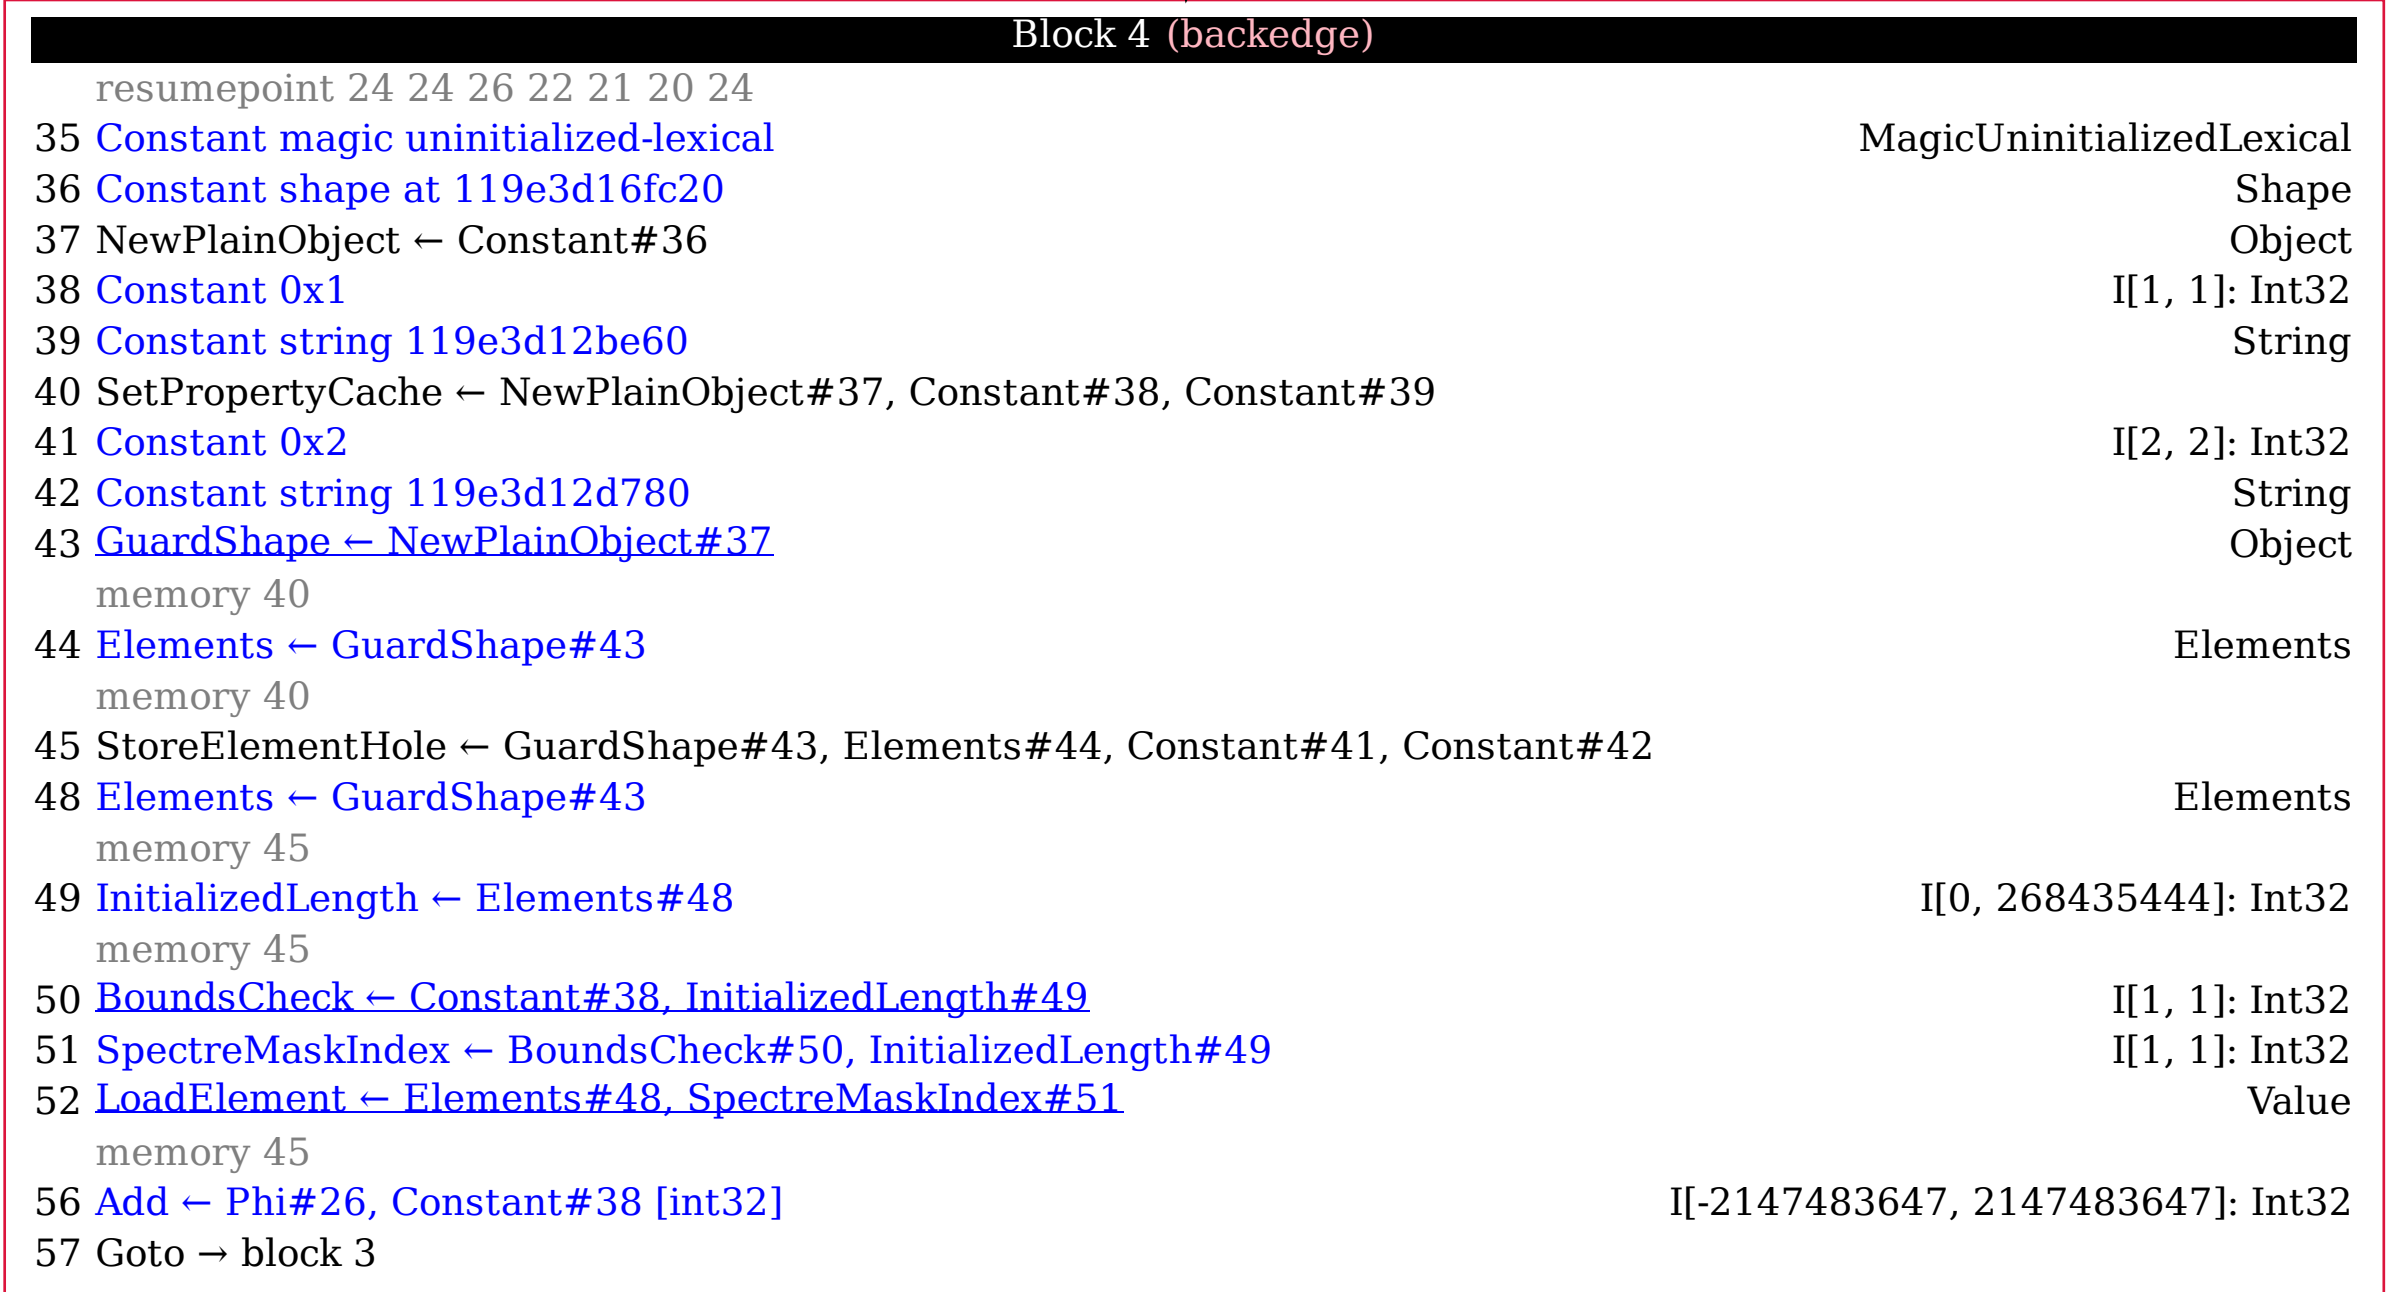 Block 4 (backedge)
resumepoint 24 24 26 22 21 20 24
35 Constant magic uninitialized-lexical MagicUninitializedLexical
36 Constant shape at 119e3d16fc20 Shape
37 NewPlainObject ← Constant#36 Object
38 Constant 0x1 I[1, 1]: Int32
39 Constant string 119e3d12be60 String
40 SetPropertyCache ← NewPlainObject#37, Constant#38, Constant#39
41 Constant 0x2 I[2, 2]: Int32
42 Constant string 119e3d12d780 String
43 GuardShape ← NewPlainObject#37 Object
memory 40
44 Elements ← GuardShape#43 Elements
memory 40
45 StoreElementHole ← GuardShape#43, Elements#44, Constant#41, Constant#42
48 Elements ← GuardShape#43 Elements
memory 45
49 InitializedLength ← Elements#48 I[0, 268435444]: Int32
memory 45
50 BoundsCheck ← Constant#38, InitializedLength#49 I[1, 1]: Int32
51 SpectreMaskIndex ← BoundsCheck#50, InitializedLength#49 I[1, 1]: Int32
52 LoadElement ← Elements#48, SpectreMaskIndex#51 Value
memory 45
56 Add ← Phi#26, Constant#38 [int32] I[-2147483647, 2147483647]: Int32
57 Goto → block 3